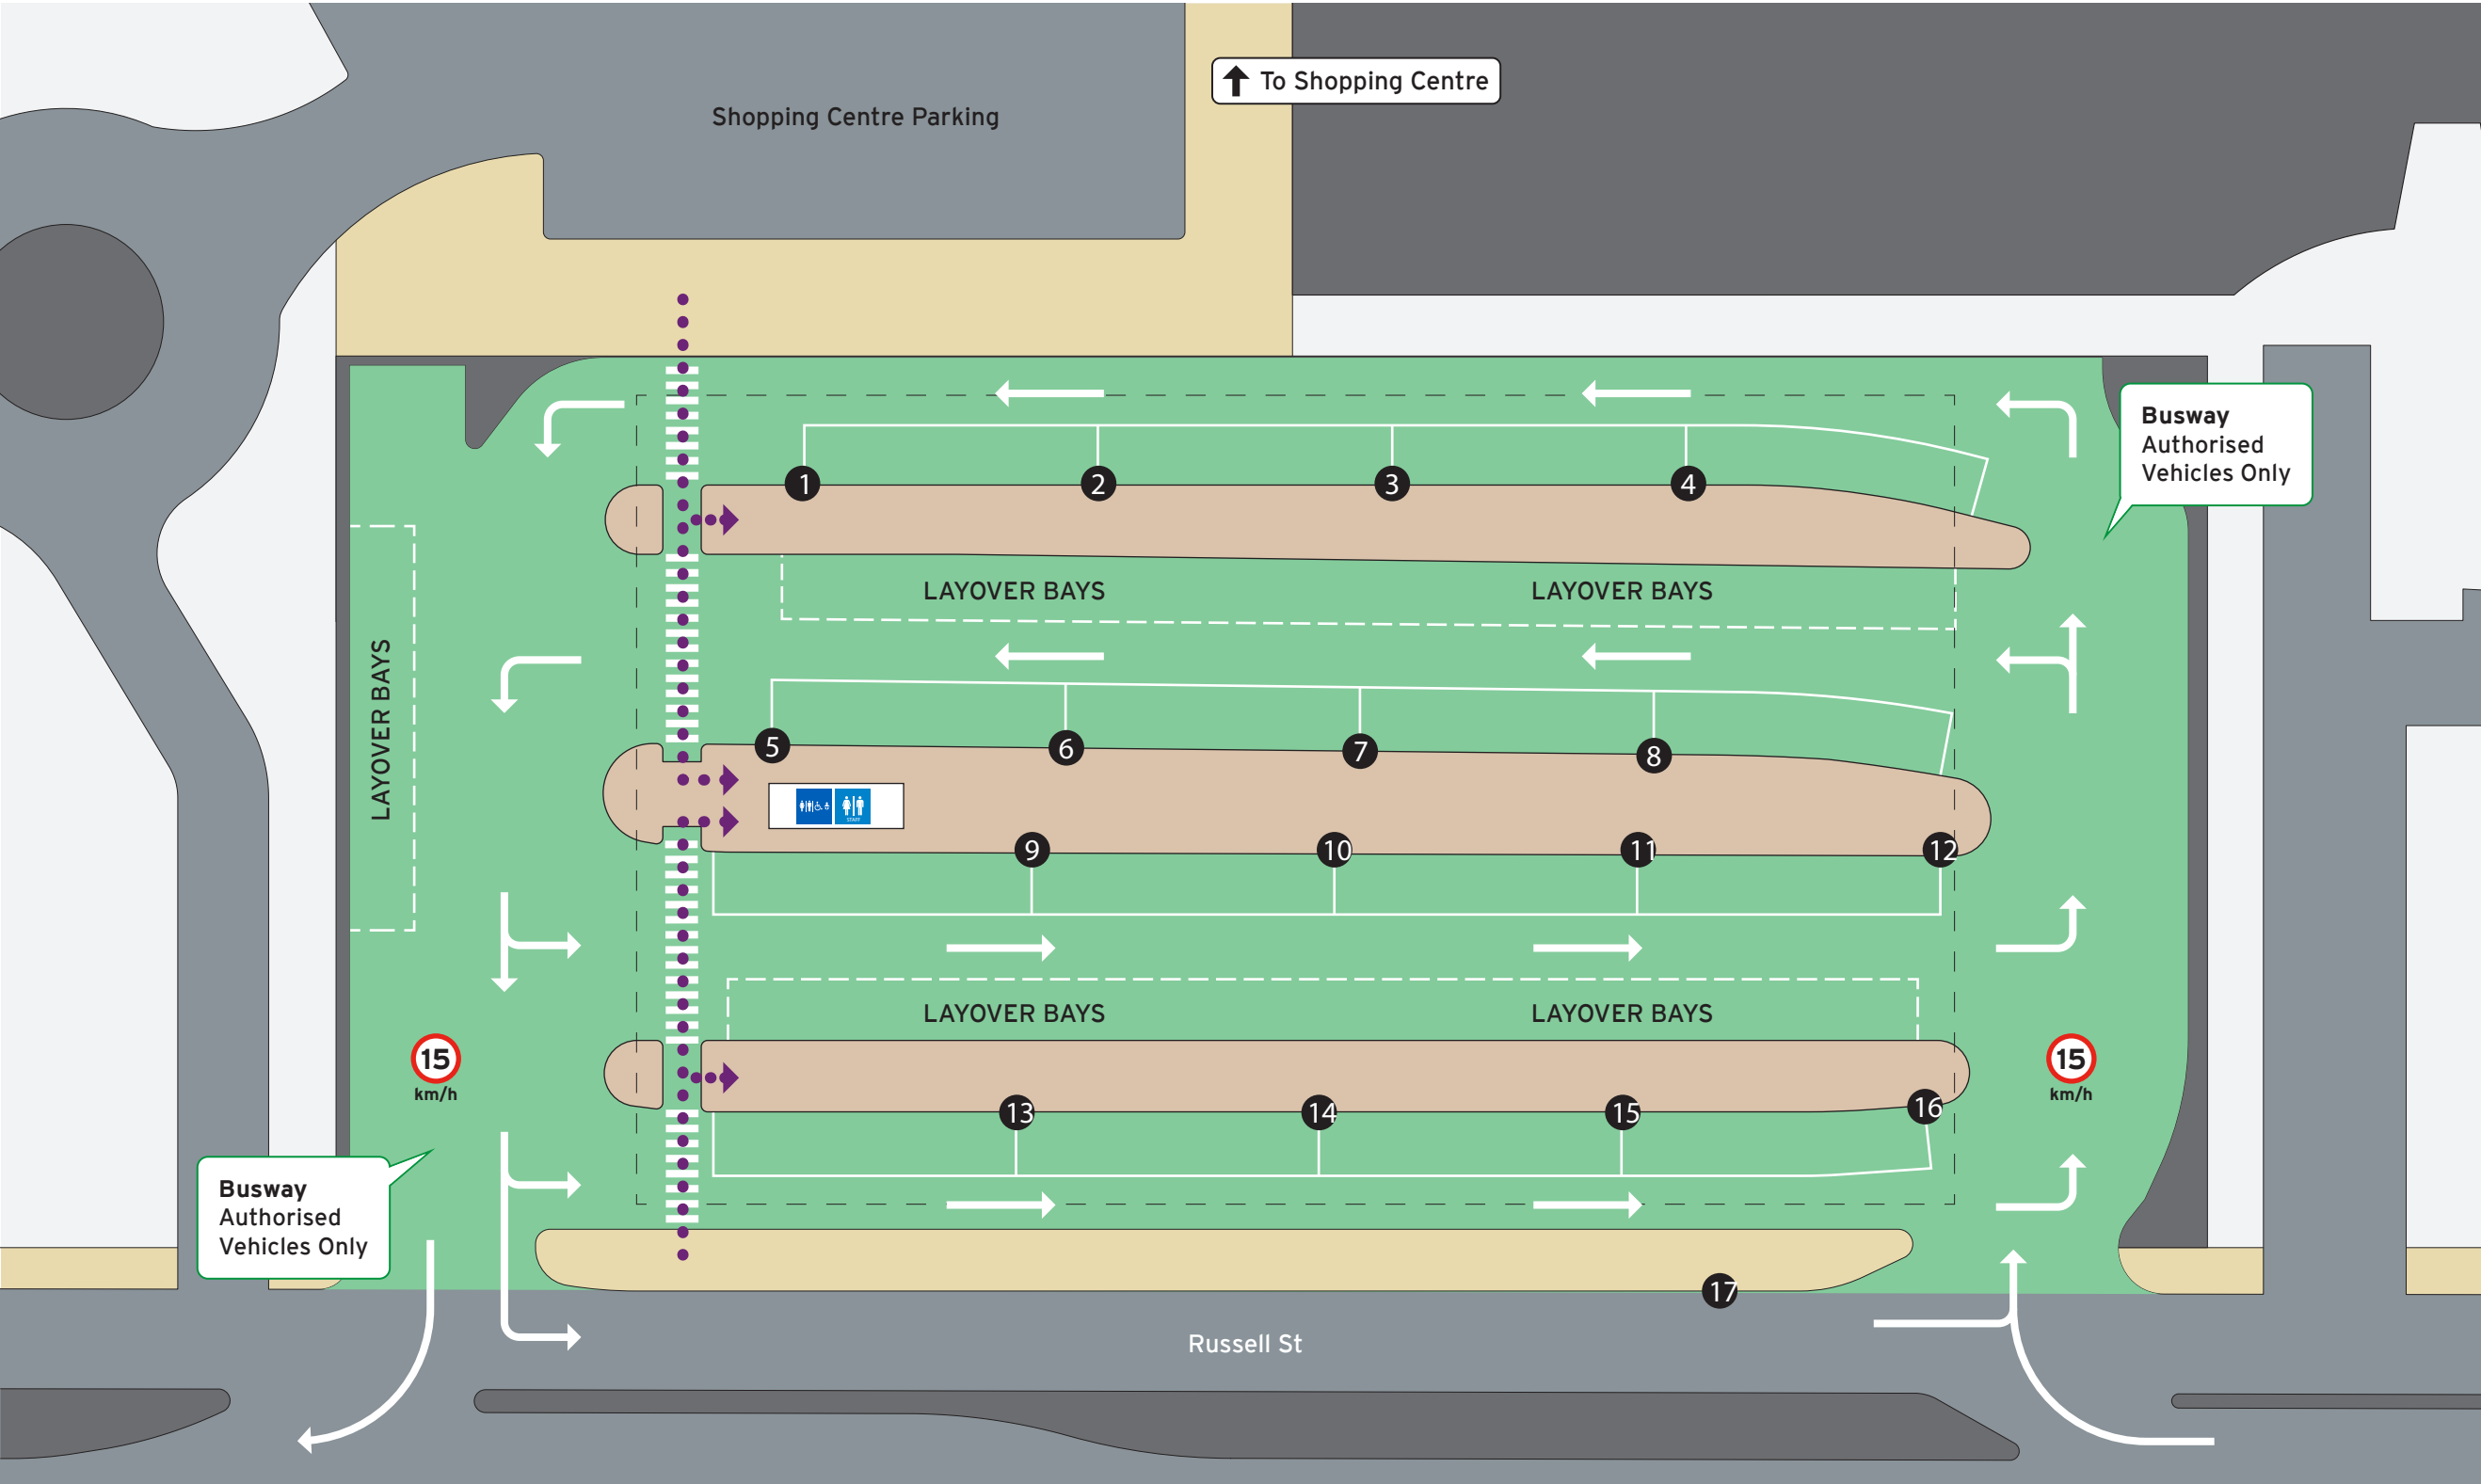 To Shopping Centre
Shopping Centre Parking
Busway
Authorised
Vehicles Only
1
2
3
4
LAYOVER BAYS
LAYOVER BAYS
LAYOVER BAYS
5
6
7
8
STAFF
9
10
11
12
LAYOVER BAYS
LAYOVER BAYS
15
km/h
15
km/h
13
14
15
16
Busway
Authorised
Vehicles Only
17
Russell St